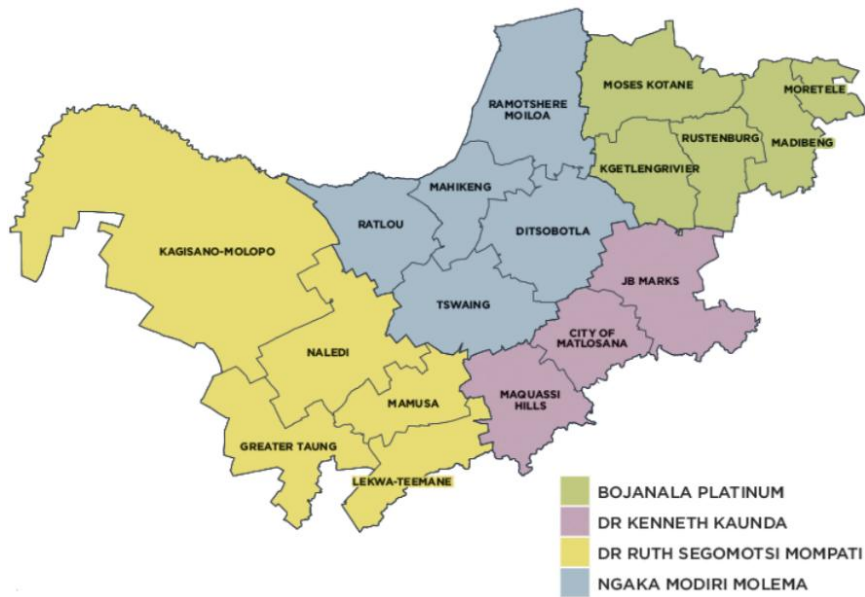 RAMOTSHERE
MOILOA
MOSES KOTANE
MORETELE
RUSTENBURG
MADIBENG
KGETLENGRIVIER
MAHIKENG
RATLOU
DITSOBOTLA
KAGISANO-MOLOPO
TSWAING
JB MARKS
CITY OF
MATLOSANA
NALEDI
MAMUSA
MAQUASSI
HILLS
GREATER TAUNG
LEKWA-TEEMANE
BOJANALA PLATINUM
DR KENNETH KAUNDA
DR RUTH SEGOMOTSI MOMPATI
NGAKA MODIRI MOLEMA